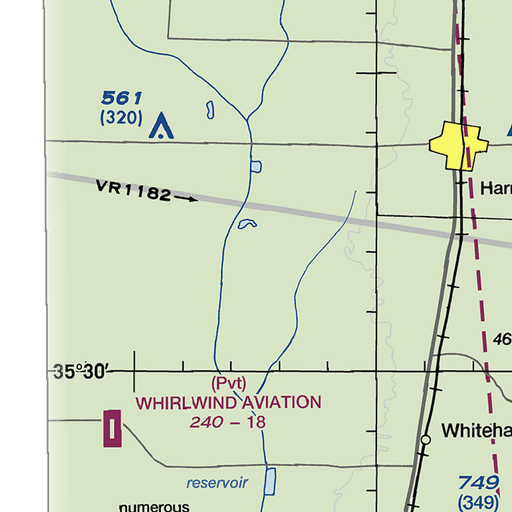 561
(320)
VR1182
Harr
46
35°30'
(Pvt)
WHIRLWIND AVIATION
240 - 18
Whiteha
749
(349)
reservoir
numerous